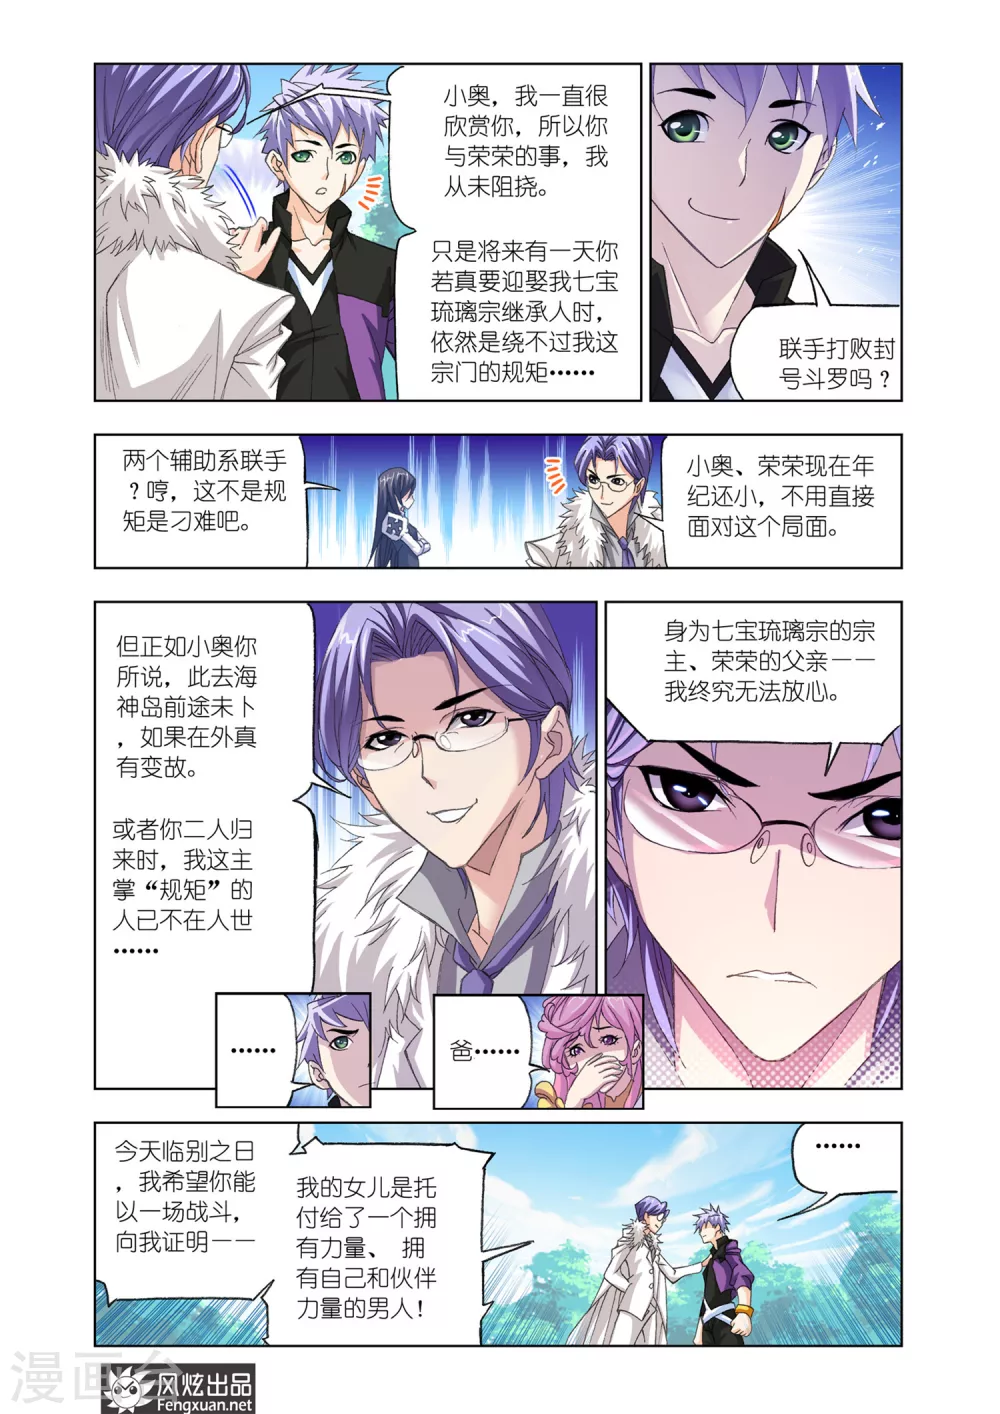 小奥，我一直很
欣赏你，所以你
与荣荣的事，我
从未阻挠。
只是将来有一天你
若真要迎娶我七宝
琉璃宗继承人时，
依然是绕不过我这
宗门的规矩……
联手打败封
号斗罗吗？
两个辅助系联手
？哼，这不是规
矩是刁难吧。
小奥、荣荣现在年
纪还小，不用直接
面对这个局面。
但正如小奥你
所说，此去海
神岛前途未卜
，如果在外真
有变故。
或者你二人归
来时，我这主
掌“规矩”的
人已不在人世
……
身为七宝琉璃宗的宗
主、荣荣的父亲——
我终究无法放心。
……
爸……
今天临别之日
，我希望你能
以一场战斗，
向我证明——
我的女儿是托
付给了一个拥
有力量、 拥
有自己和伙伴
力量的男人！
……
漫画台
风炫出品
Fengxuan.net